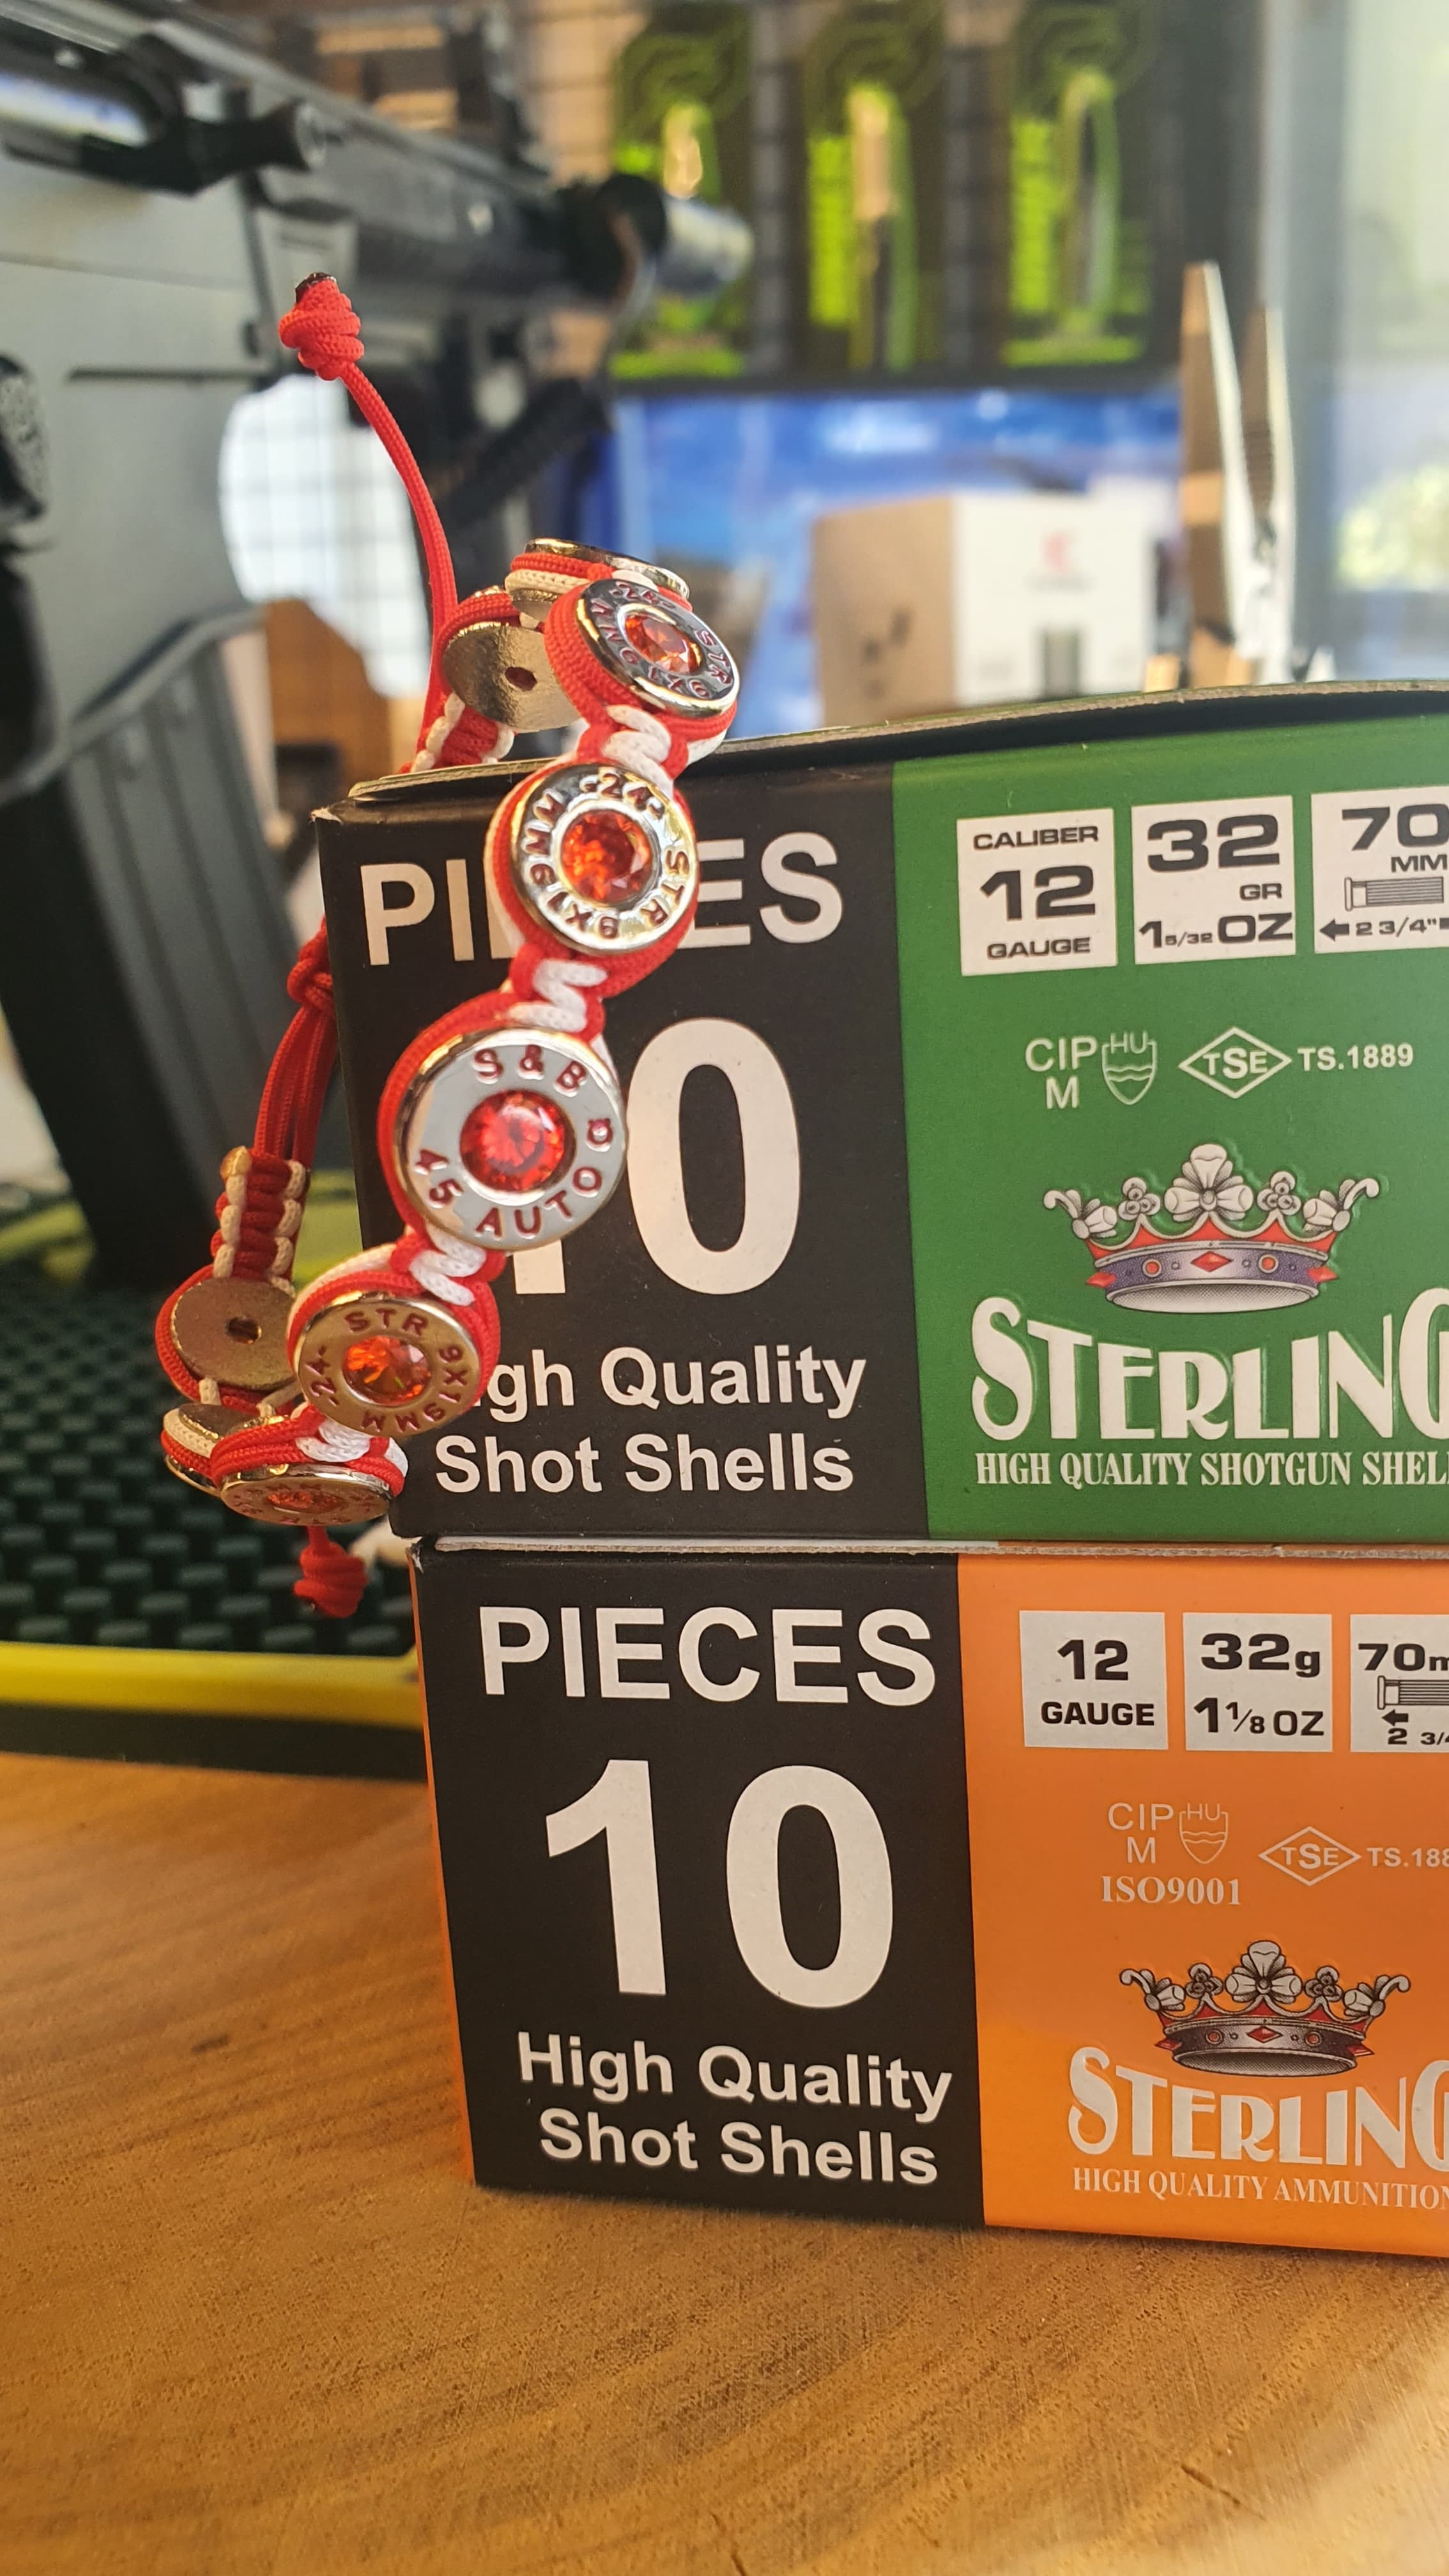 PI ES
10
gh Quality
Shot Shells
CALIBER
12
GAUGE
32
GR
1 5/32 OZ
70
MM
2 3/4"
CIP
M
HU
TSE
TS.1889
STERLING
HIGH QUALITY SHOTGUN SHEL
-24-
STR
9X19MM
-24-
STR
9X19MM
S&B
45 AUTO
-24-
STR
9X19MM
PIECES
10
High Quality
Shot Shells
12
GAUGE
32g
1 1/8 OZ
70m
2 3/4
CIP
M
HU
ISO9001
TSE
TS.188
STERLING
HIGH QUALITY AMMUNITION